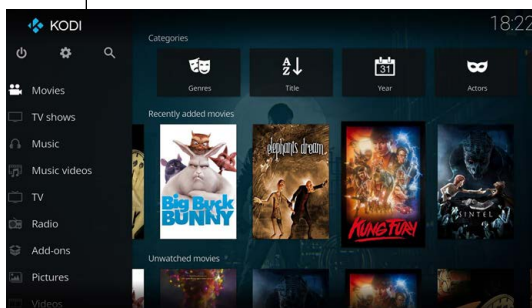 KODI
18:22
Categories
Genres
A Z Title
31 Year
Actors
Movies
TV shows
Music
Music videos
TV
Radio
Add-ons
Pictures
Videos
Recently added movies
Big Buck
BUNNY
elephants dream
KUNG FURY
SINTEL
Unwatched movies